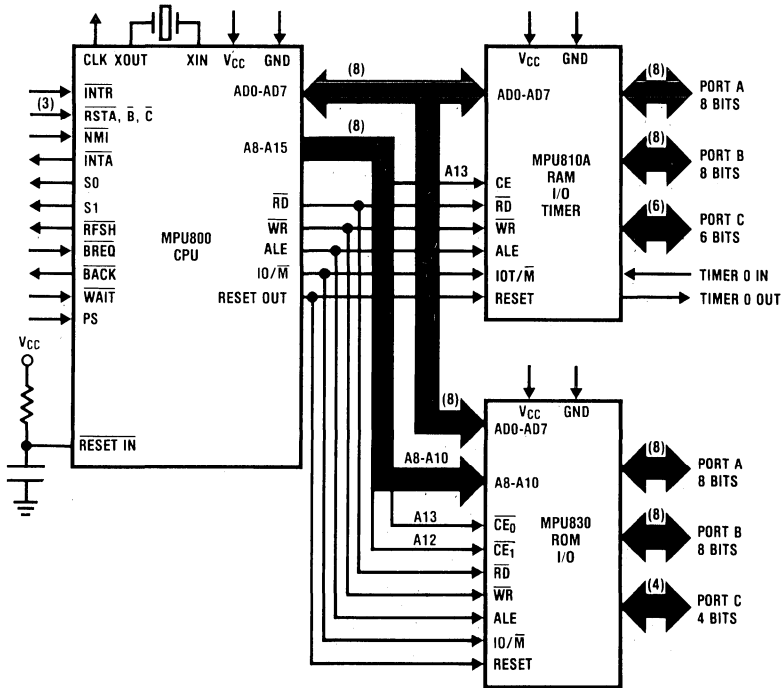 CLK XOUT XIN VCC GND
INTR
(3)
RSTA, B, C
NMI
INTA
S0
S1
RFSH
BREQ
BACK
WAIT
PS
VCC
RESET IN
MPU800
CPU
AD0-AD7
A8-A15
RD
WR
ALE
IO/M
RESET OUT
(8)
(8)
A13
VCC GND
AD0-AD7
CE
RD
WR
ALE
IOT/M
RESET
MPU810A
RAM
I/O
TIMER
(8)
PORT A
8 BITS
(8)
PORT B
8 BITS
(6)
PORT C
6 BITS
TIMER 0 IN
TIMER 0 OUT
(8)
A8-A10
A13
A12
VCC GND
AD0-AD7
A8-A10
CE0
CE1
RD
WR
ALE
IO/M
RESET
MPU830
ROM
I/O
(8)
PORT A
8 BITS
(8)
PORT B
8 BITS
(4)
PORT C
4 BITS